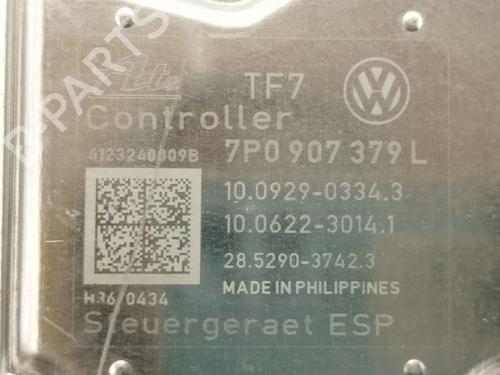 Ate TF7
Controller
4123240009B 7P0 907 379 L
10.0929-0334.3
10.0622-3014.1
28.5290-3742.3
H36/0434 MADE IN PHILIPPINES
Steuergeraet ESP